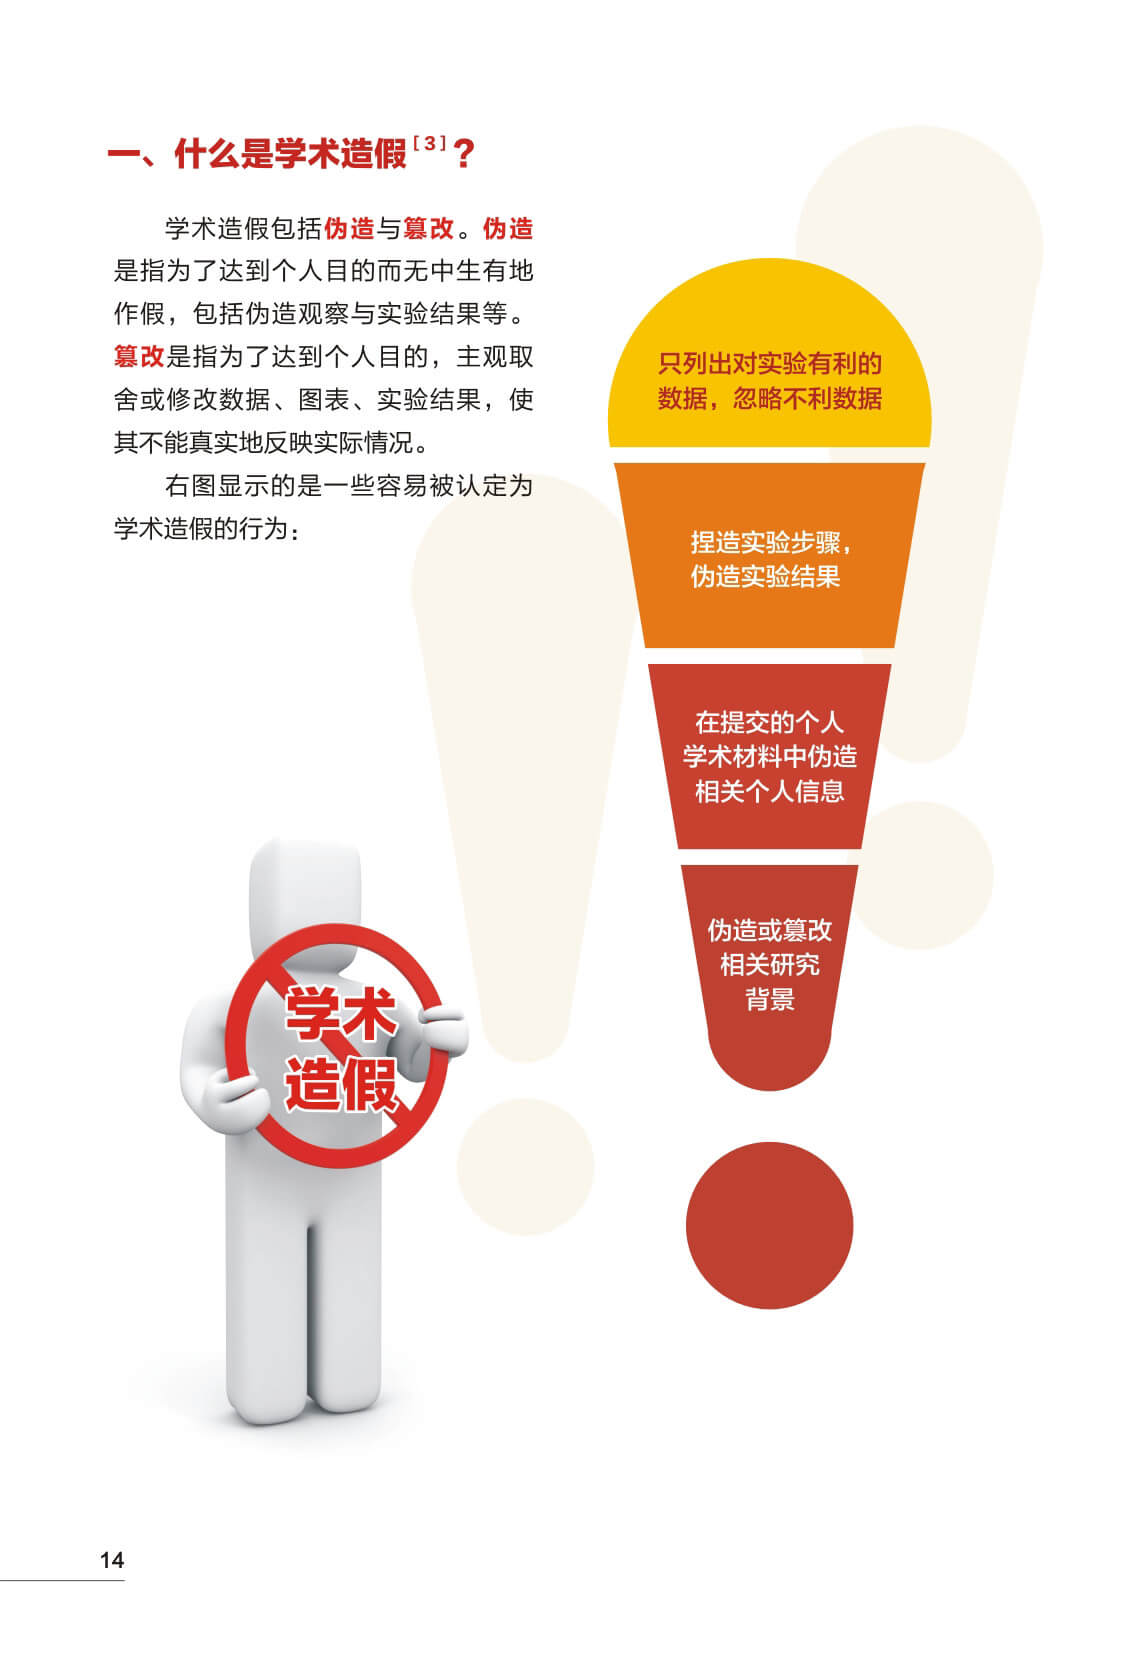 一、什么是学术造假[3]?
学术造假包括伪造与篡改。伪造
是指为了达到个人目的而无中生有地
作假，包括伪造观察与实验结果等。
篡改是指为了达到个人目的，主观取
舍或修改数据、图表、实验结果，使
其不能真实地反映实际情况。
右图显示的是一些容易被认定为
学术造假的行为：
只列出对实验有利的
数据，忽略不利数据
捏造实验步骤，
伪造实验结果
在提交的个人
学术材料中伪造
相关个人信息
伪造或篡改
相关研究
背景
学术
造假
14